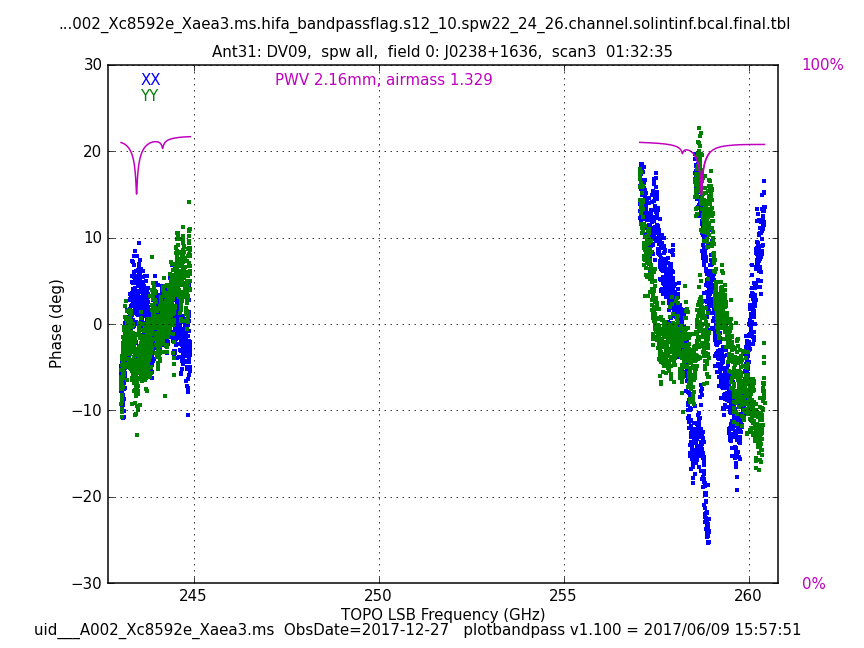 ...002_Xc8592e_Xaea3.ms.hifa_bandpassflag.s12_10.spw22_24_26.channel.solintinf.bcal.final.tbl
Ant31: DV09,  spw all,  field 0: J0238+1636,  scan3  01:32:35
30
XX
PWV 2.16mm, airmass 1.329
100%
YY
20
10
0
Phase (deg)
−10
−20
−30
0%
245
250
255
260
TOPO LSB Frequency (GHz)
uid___A002_Xc8592e_Xaea3.ms  ObsDate=2017-12-27   plotbandpass v1.100 = 2017/06/09 15:57:51